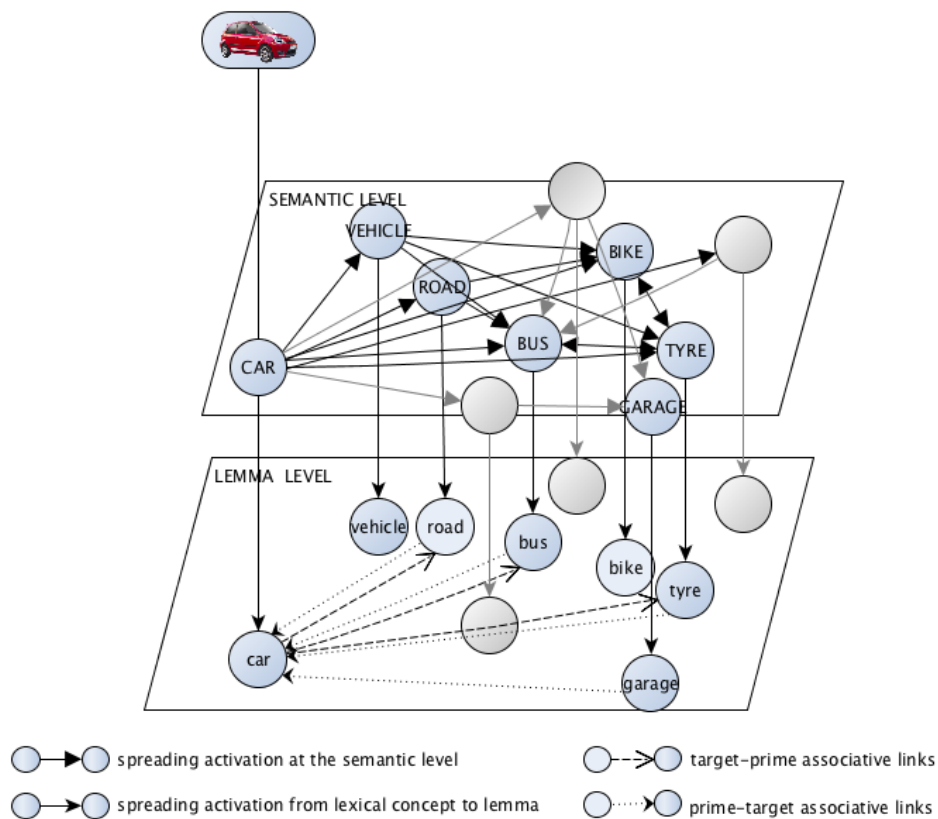 SEMANTIC LEVEL
VEHICLE
BIKE
ROAD
BUS
TYRE
CAR
GARAGE
LEMMA LEVEL
vehicle
road
bus
bike
tyre
car
garage
spreading activation at the semantic level
target-prime associative links
spreading activation from lexical concept to lemma
prime-target associative links